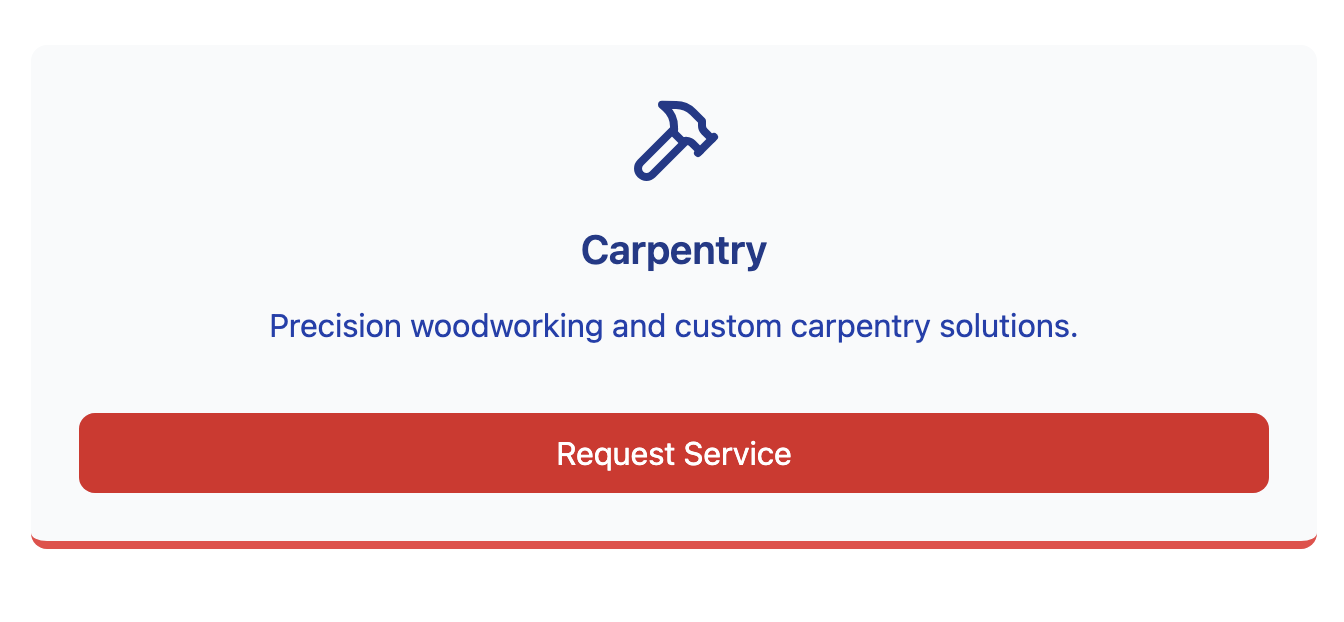 Carpentry
Precision woodworking and custom carpentry solutions.
Request Service